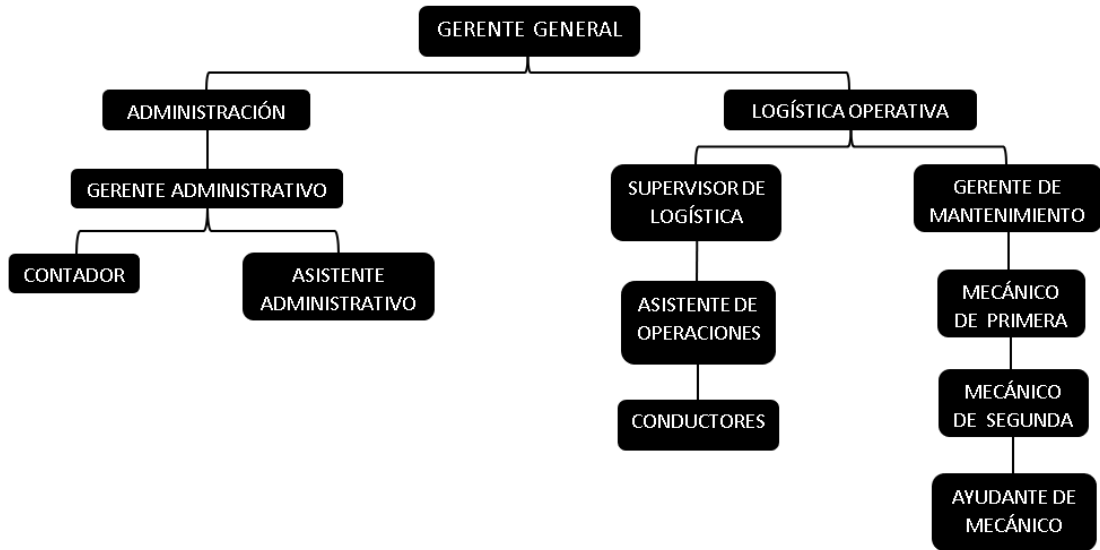 GERENTE GENERAL
ADMINISTRACIÓN
LOGÍSTICA OPERATIVA
GERENTE ADMINISTRATIVO
SUPERVISOR DE
LOGÍSTICA
GERENTE DE
MANTENIMIENTO
CONTADOR
ASISTENTE
ADMINISTRATIVO
ASISTENTE DE
OPERACIONES
MECÁNICO
DE PRIMERA
CONDUCTORES
MECÁNICO
DE SEGUNDA
AYUDANTE DE
MECÁNICO